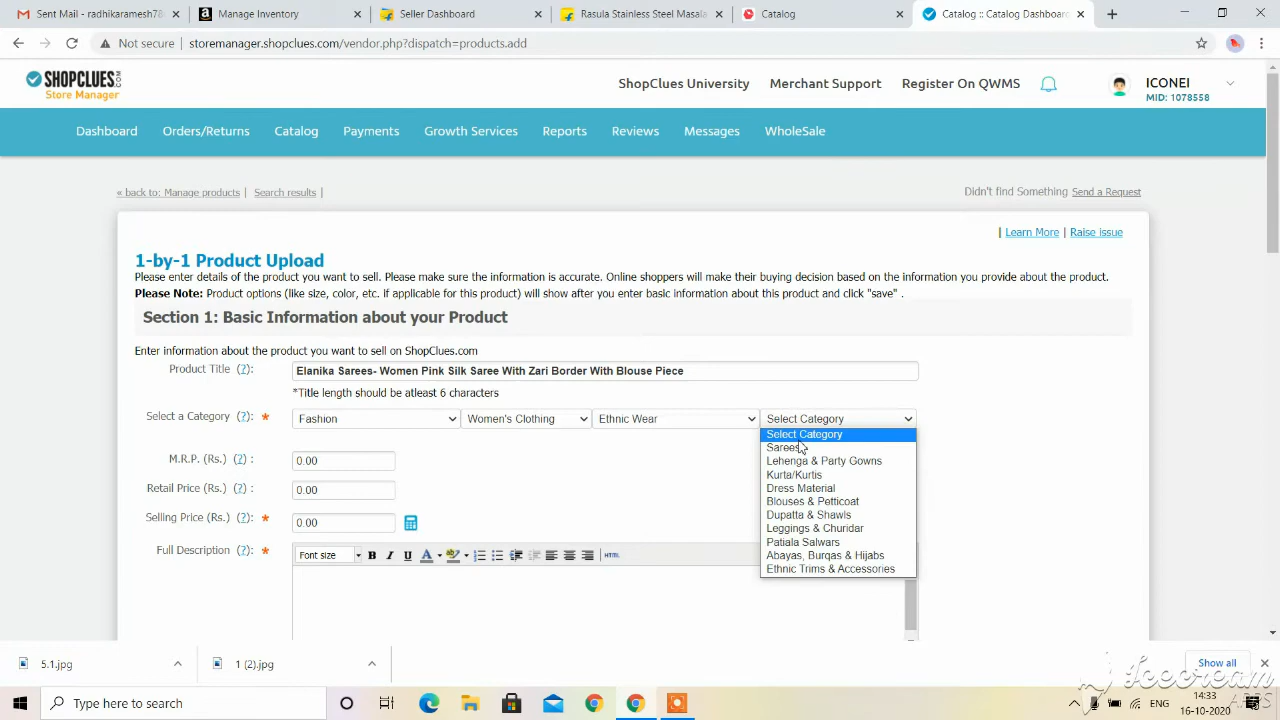 Sent Mail - iramesh78
Manage Inventor
Seller Dashboard
Rasula Stainless Steel Masala
Catalog
Catalog :: Catalog Dashboar
Not secure
storemanager.shopclues.com/vendor.php?dispatch=products.add
SHOPCLUES.COM
Store Manager
ShopClues University
Merchant Support
Register On QWMS
ICONEI
MID: 1078558
Dashboard
Orders/Returns
Catalog
Payments
Growth Services
Reports
Reviews
Messages
WholeSale
« back to: Manage products |
Search results |
Didn't find Something Send a Request
| Learn More | Raise issue
1-by-1 Product Upload
Please enter details of the product you want to sell. Please make sure the information is accurate. Online shoppers will make their buying decision based on the information you provide about the product.
Please Note: Product options (like size, color, etc. if applicable for this product) will show after you enter basic information about this product and click "save" .
Section 1: Basic Information about your Product
Enter information about the product you want to sell on ShopClues.com
Product Title (?):
Elanika Sarees- Women Pink Silk Saree With Zari Border With Blouse Piece
*Title length should be atleast 6 characters
Select a Category (?): *
Fashion
Women's Clothing
Ethnic Wear
Select Category
Select Category
Sarees
Lehenga & Party Gowns
Kurta/Kurtis
Dress Material
Blouses & Petticoat
Dupatta & Shawls
Leggings & Churidar
Patiala Salwars
Abayas, Burqas & Hijabs
Ethnic Trims & Accessories
M.R.P. (Rs.) (?) :
0.00
Retail Price (Rs.) (?) :
0.00
Selling Price (Rs.) (?) : *
0.00
Full Description (?): *
Font size
B I U A
HTML
5.1.jpg
1 (2).jpg
Show all
Icecream
APPS
Type here to search
ENG
14:33
16-10-2020